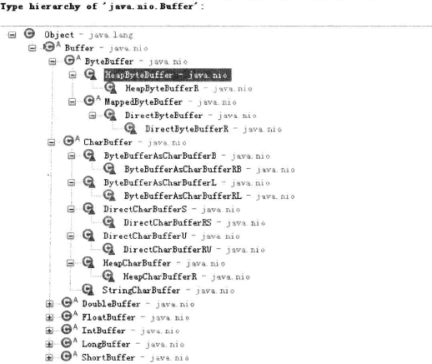 Type hierarchy of 'java.nio.Buffer':
Object - java.lang
Buffer - java.nio
ByteBuffer - java.nio
HeapByteBuffer - java.nio
HeapByteBufferR - java.nio
MappedByteBuffer - java.nio
DirectByteBuffer - java.nio
DirectByteBufferR - java.nio
CharBuffer - java.nio
ByteBufferAsCharBufferB - java.nio
ByteBufferAsCharBufferRB - java.nio
ByteBufferAsCharBufferL - java.nio
ByteBufferAsCharBufferRL - java.nio
DirectCharBufferS - java.nio
DirectCharBufferRS - java.nio
DirectCharBufferU - java.nio
DirectCharBufferRU - java.nio
HeapCharBuffer - java.nio
HeapCharBufferR - java.nio
StringCharBuffer - java.nio
DoubleBuffer - java.nio
FloatBuffer - java.nio
IntBuffer - java.nio
LongBuffer - java.nio
ShortBuffer - java.nio